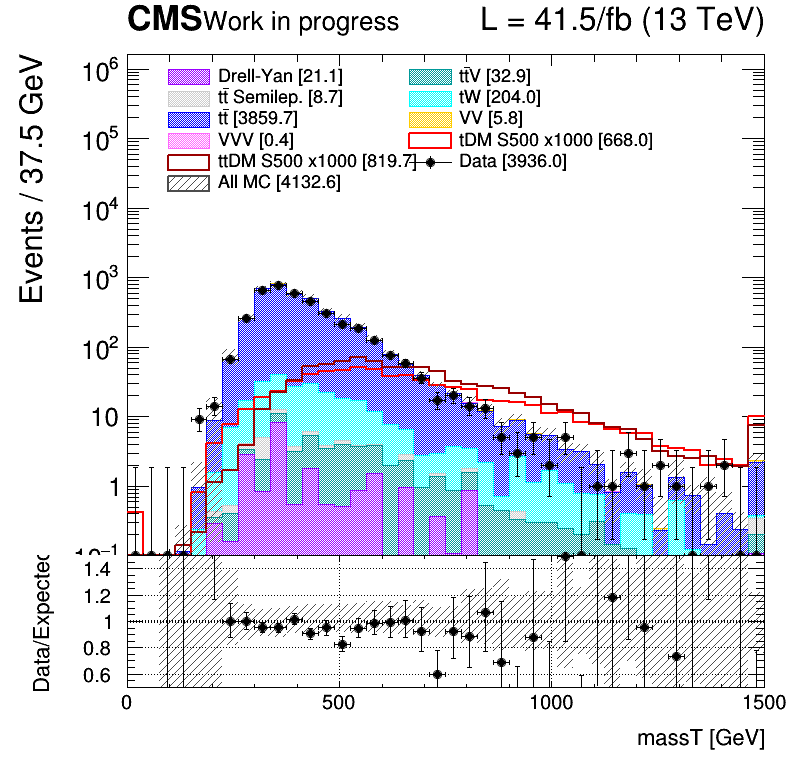 CMS Work in progress L = 41.5/fb (13 TeV)
Events / 37.5 GeV
10⁶
10⁵
10⁴
10³
10²
10
1
10⁻¹
Drell-Yan [21.1] tt̄V [32.9]
tt̄ Semilep. [8.7] tW [204.0]
tt̄ [3859.7] VV [5.8]
VVV [0.4] tDM S500 x1000 [668.0]
ttDM S500 x1000 [819.7] Data [3936.0]
All MC [4132.6]
Data/Expected
1.4
1.2
1
0.8
0.6
0 500 1000 1500
massT [GeV]